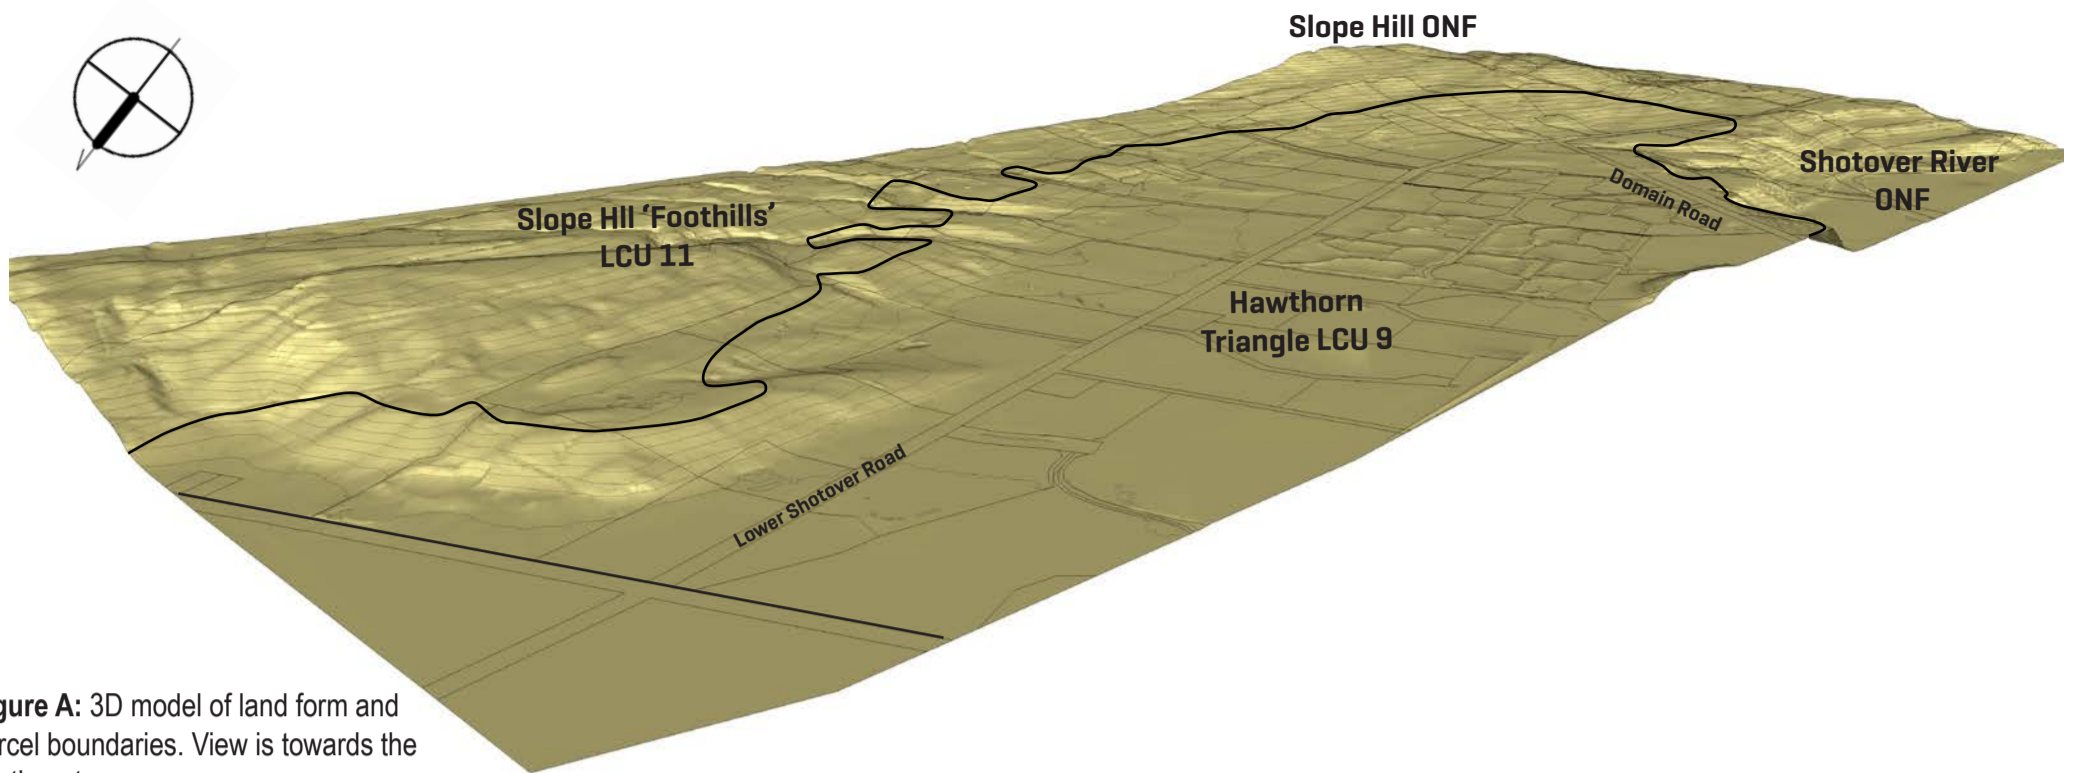 Slope Hill ONF
Shotover River
ONF
Domain Road
Slope HIl ‘Foothills’
LCU 11
Hawthorn
Triangle LCU 9
Lower Shotover Road
gure A: 3D model of land form and
rcel boundaries. View is towards the